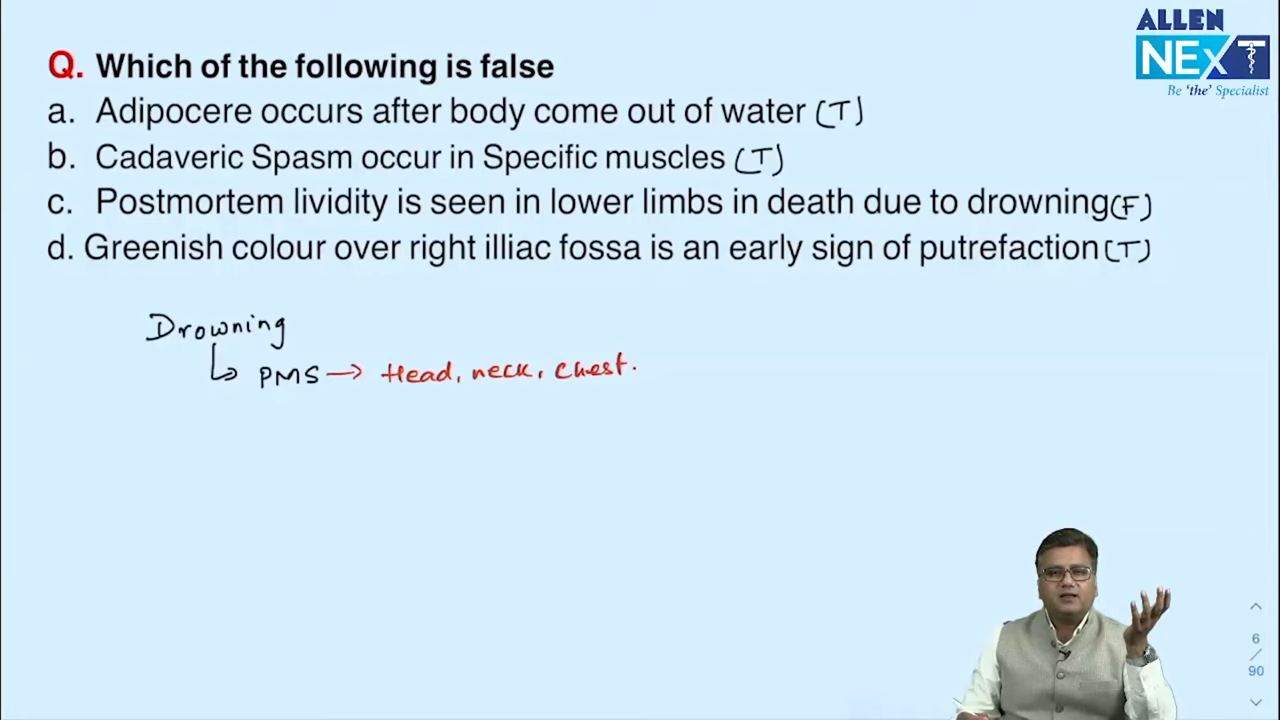 ALLEN
NEXT
Be 'the' Specialist
Q. Which of the following is false
a. Adipocere occurs after body come out of water (T)
b. Cadaveric Spasm occur in Specific muscles (T)
c. Postmortem lividity is seen in lower limbs in death due to drowning (F)
d. Greenish colour over right illiac fossa is an early sign of putrefaction (T)
Drowning
↳ PMS → Head, neck, chest.
6
/
90